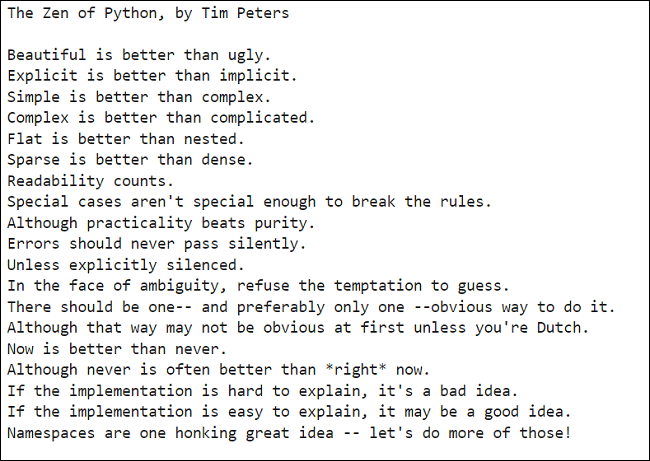 The Zen of Python, by Tim Peters

Beautiful is better than ugly.
Explicit is better than implicit.
Simple is better than complex.
Complex is better than complicated.
Flat is better than nested.
Sparse is better than dense.
Readability counts.
Special cases aren't special enough to break the rules.
Although practicality beats purity.
Errors should never pass silently.
Unless explicitly silenced.
In the face of ambiguity, refuse the temptation to guess.
There should be one-- and preferably only one --obvious way to do it.
Although that way may not be obvious at first unless you're Dutch.
Now is better than never.
Although never is often better than *right* now.
If the implementation is hard to explain, it's a bad idea.
If the implementation is easy to explain, it may be a good idea.
Namespaces are one honking great idea -- let's do more of those!